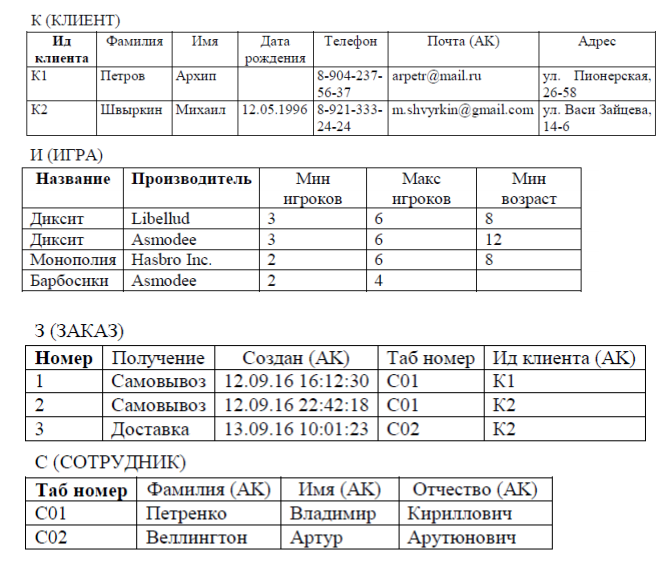 К (КЛИЕНТ)
Ид клиента Фамилия Имя Дата рождения Телефон Почта (АК) Адрес
К1 Петров Архип 8-904-237-56-37 arpetr@mail.ru ул. Пионерская, 26-58
К2 Швыркин Михаил 12.05.1996 8-921-333-24-24 m.shvyrkin@gmail.com ул. Васи Зайцева, 14-6
И (ИГРА)
Название Производитель Мин игроков Макс игроков Мин возраст
Диксит Libellud 3 6 8
Диксит Asmodee 3 6 12
Монополия Hasbro Inc. 2 6 8
Барбосики Asmodee 2 4
З (ЗАКАЗ)
Номер Получение Создан (АК) Таб номер Ид клиента (АК)
1 Самовывоз 12.09.16 16:12:30 С01 К1
2 Самовывоз 12.09.16 22:42:18 С01 К2
3 Доставка 13.09.16 10:01:23 С02 К2
С (СОТРУДНИК)
Таб номер Фамилия (АК) Имя (АК) Отчество (АК)
С01 Петренко Владимир Кириллович
С02 Веллингтон Артур Арутюнович